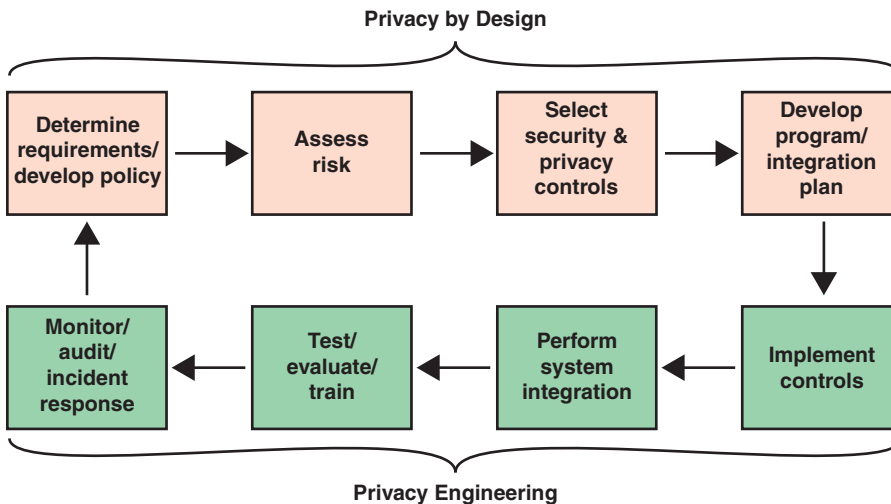 Privacy by Design
Determine
requirements/
develop policy
Assess
risk
Select
security &
privacy
controls
Develop
program/
integration
plan
Monitor/
audit/
incident
response
Test/
evaluate/
train
Perform
system
integration
Implement
controls
Privacy Engineering